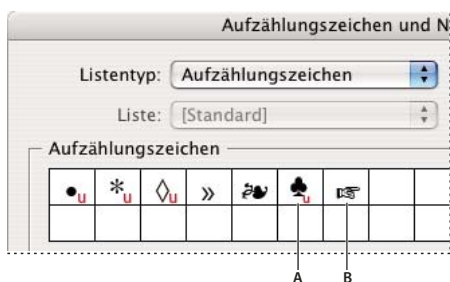 Aufzählungszeichen und N
Listentyp: Aufzählungszeichen
Liste: [Standard]
Aufzählungszeichen
•u *u ◊u » ❧ ♣u ☞
A B